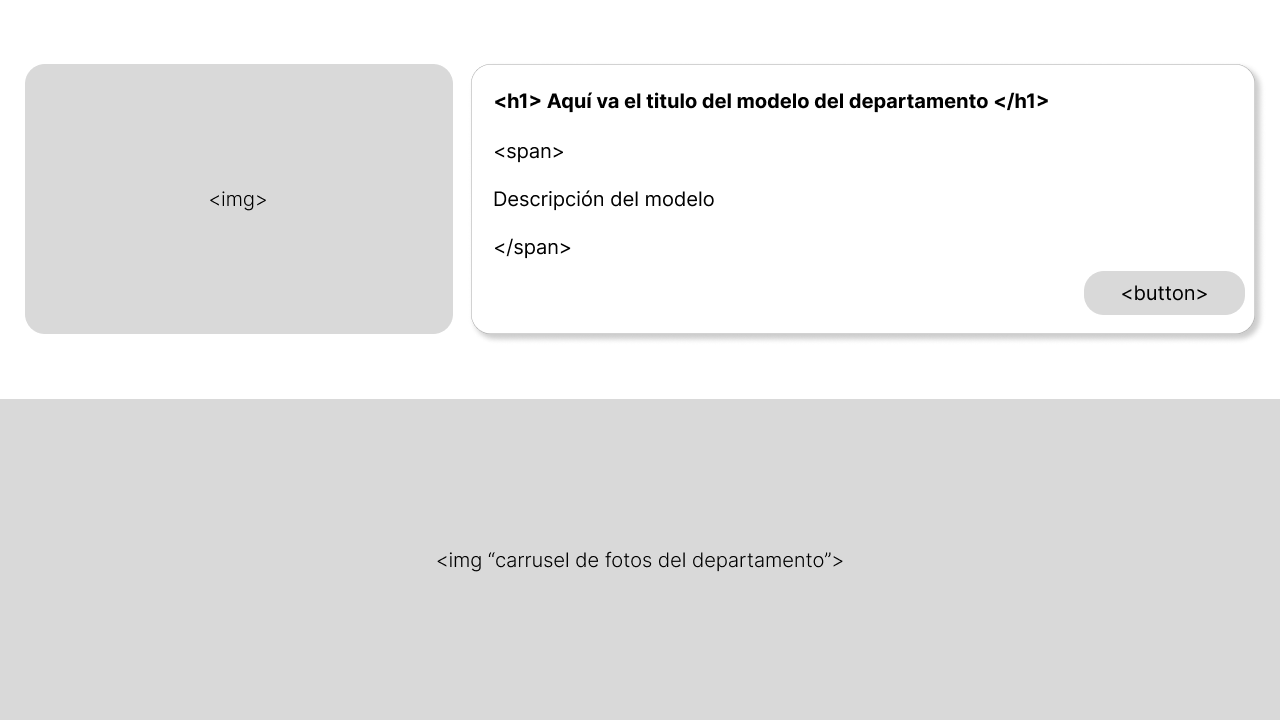 <img>
<h1> Aquí va el titulo del modelo del departamento </h1>
<span>
Descripción del modelo
</span>
<button>
<img “carrusel de fotos del departamento”>